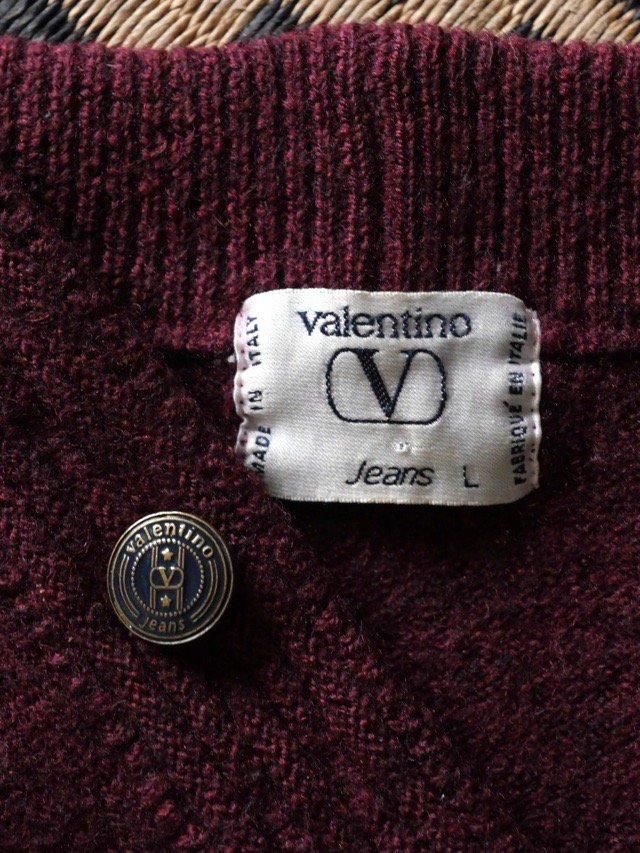 valentino
V
MADE IN ITALY
FABRIQUÉ EN ITALIE
Jeans L
valentino
V
Jeans